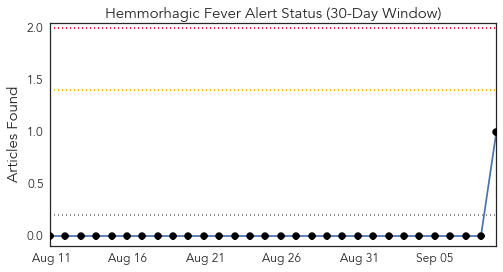 Hemmorhagic Fever Alert Status (30-Day Window)
Articles Found
2.0
1.5
1.0
0.5
0.0
Aug 11 Aug 16 Aug 21 Aug 26 Aug 31 Sep 05